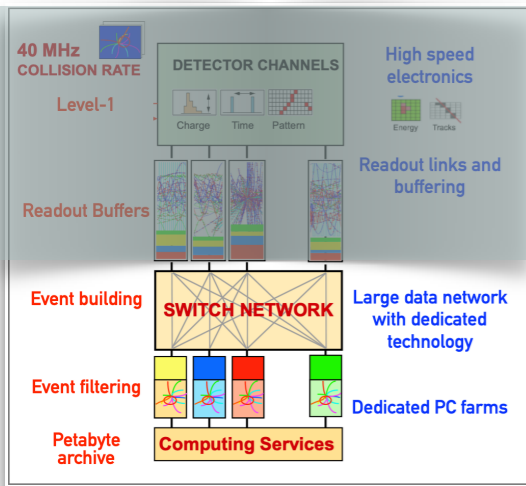 40 MHz
COLLISION RATE
DETECTOR CHANNELS
High speed
electronics
Level-1
Charge
Time
Pattern
Energy
Tracks
Readout links and
buffering
Readout Buffers
Event building
SWITCH NETWORK
Large data network
with dedicated
technology
Event filtering
Dedicated PC farms
Petabyte
archive
Computing Services